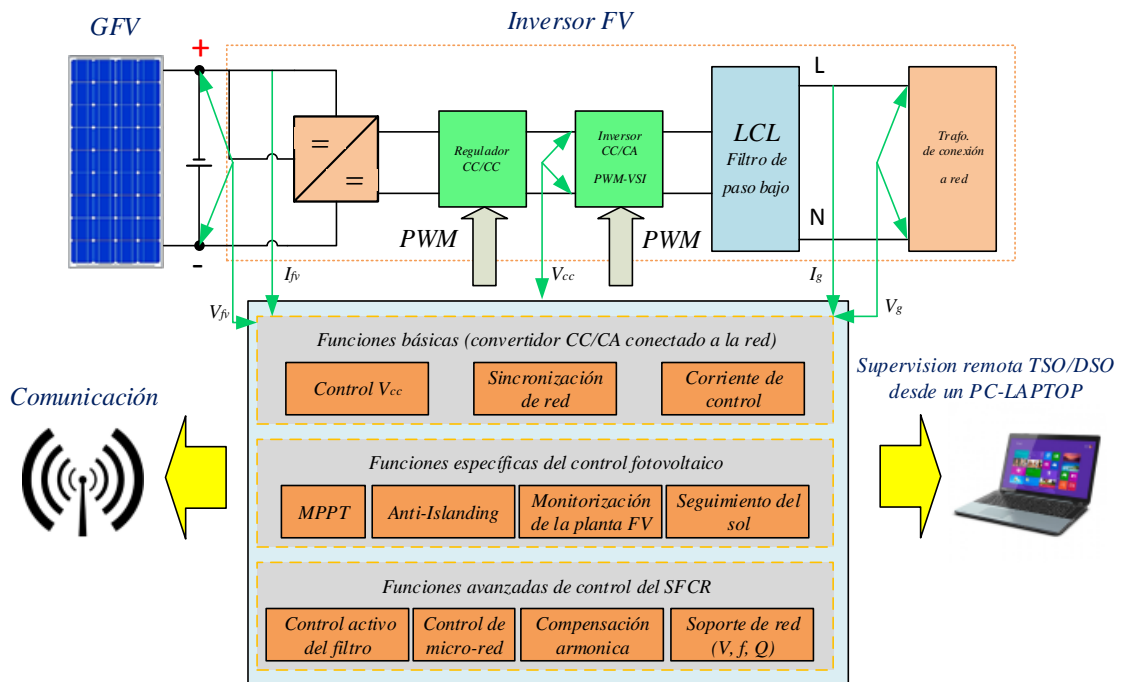 GFV
Inversor FV
+
-
=
=
Regulador
CC/CC
Inversor
CC/CA
PWM-VSI
LCL
Filtro de
paso bajo
L
N
Trafo.
de conexión
a red
PWM
PWM
Ifv
Vfv
Vcc
Ig
Vg
Funciones básicas (convertidor CC/CA conectado a la red)
Control Vcc
Sincronización
de red
Corriente de
control
Comunicación
Supervision remota TSO/DSO
desde un PC-LAPTOP
Funciones específicas del control fotovoltaico
MPPT
Anti-Islanding
Monitorización
de la planta FV
Seguimiento del
sol
Funciones avanzadas de control del SFCR
Control activo
del filtro
Control de
micro-red
Compensación
armonica
Soporte de red
(V, f, Q)